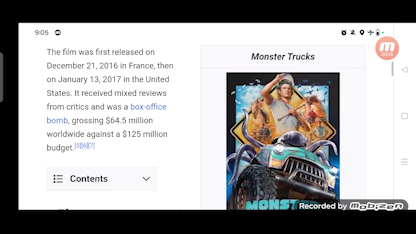 9:05
The film was first released on
December 21, 2016 in France, then
on January 13, 2017 in the United
States. It received mixed reviews
from critics and was a box-office
bomb, grossing $64.5 million
worldwide against a $125 million
budget.[5][6][7]
Contents
Monster Trucks
MONST
Recorded by Mobizen